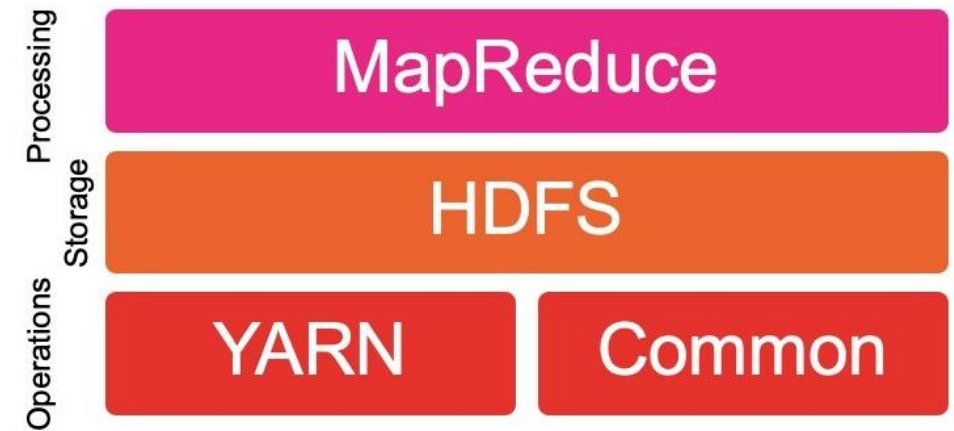 Processing
MapReduce
Storage
HDFS
Operations
YARN
Common